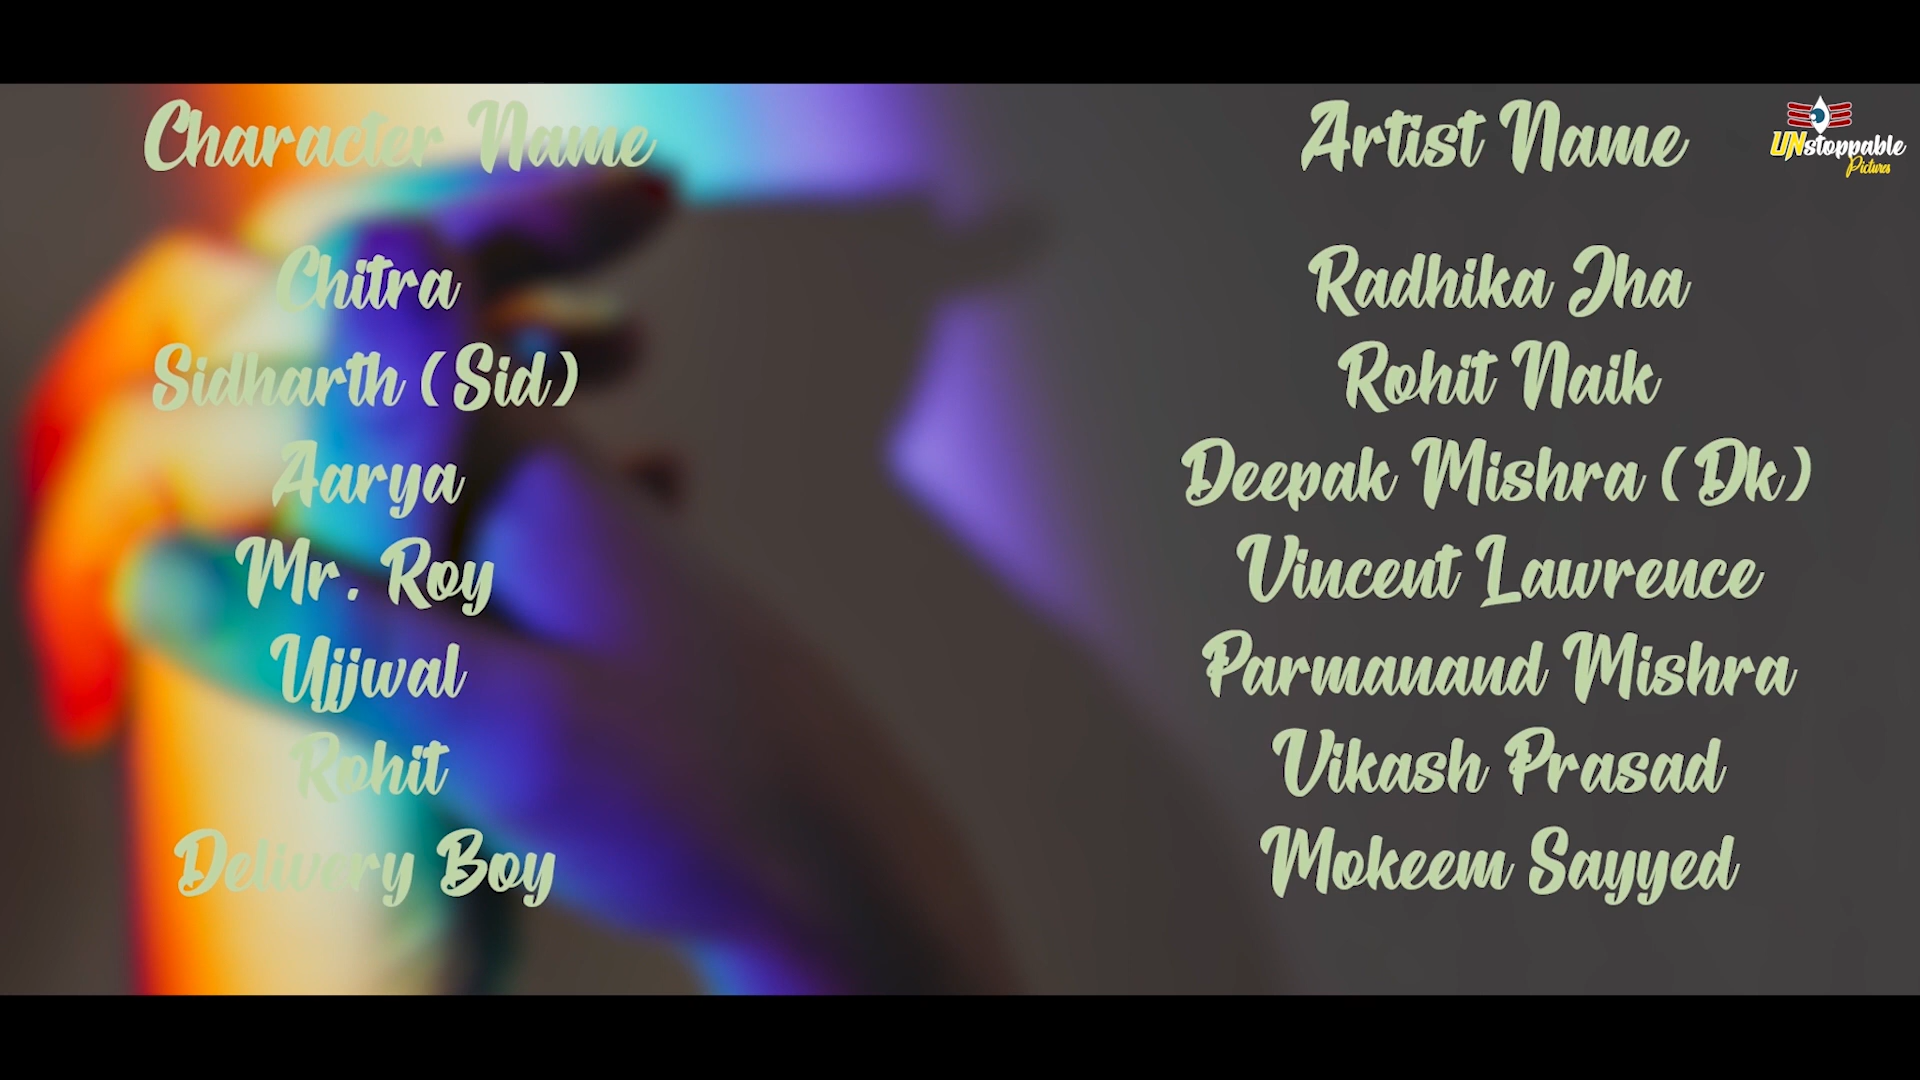 Character Name Artist Name
UNstoppable
Pictures
Chitra Radhika Jha
Sidharth (Sid) Rohit Naik
Aarya Deepak Mishra (Dk)
Mr. Roy Vincent Lawrence
Ujjwal Parmanand Mishra
Rohit Vikash Prasad
Delivery Boy Mokeem Sayyed